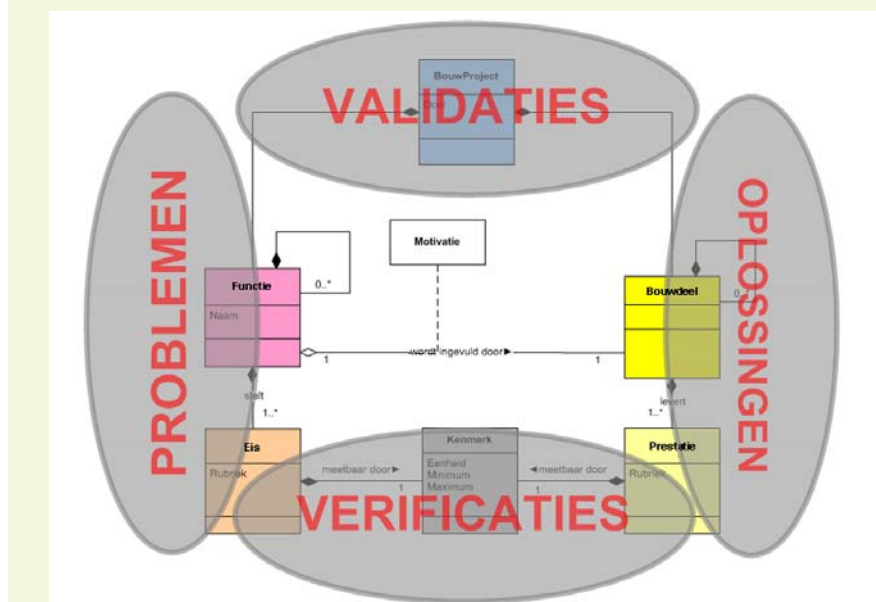 BouwProject
Doel
VALIDATIES
PROBLEMEN
OPLOSSINGEN
Motivatie
Functie
0..*
Naam
Bouwdeel
wordt ingevuld door
1
1
stelt
1..*
levert
1..*
Eis
Rubriek
meetbaar door
1
Kenmerk
Eenheid
Minimum
Maximum
meetbaar door
1
Prestatie
Rubriek
VERIFICATIES